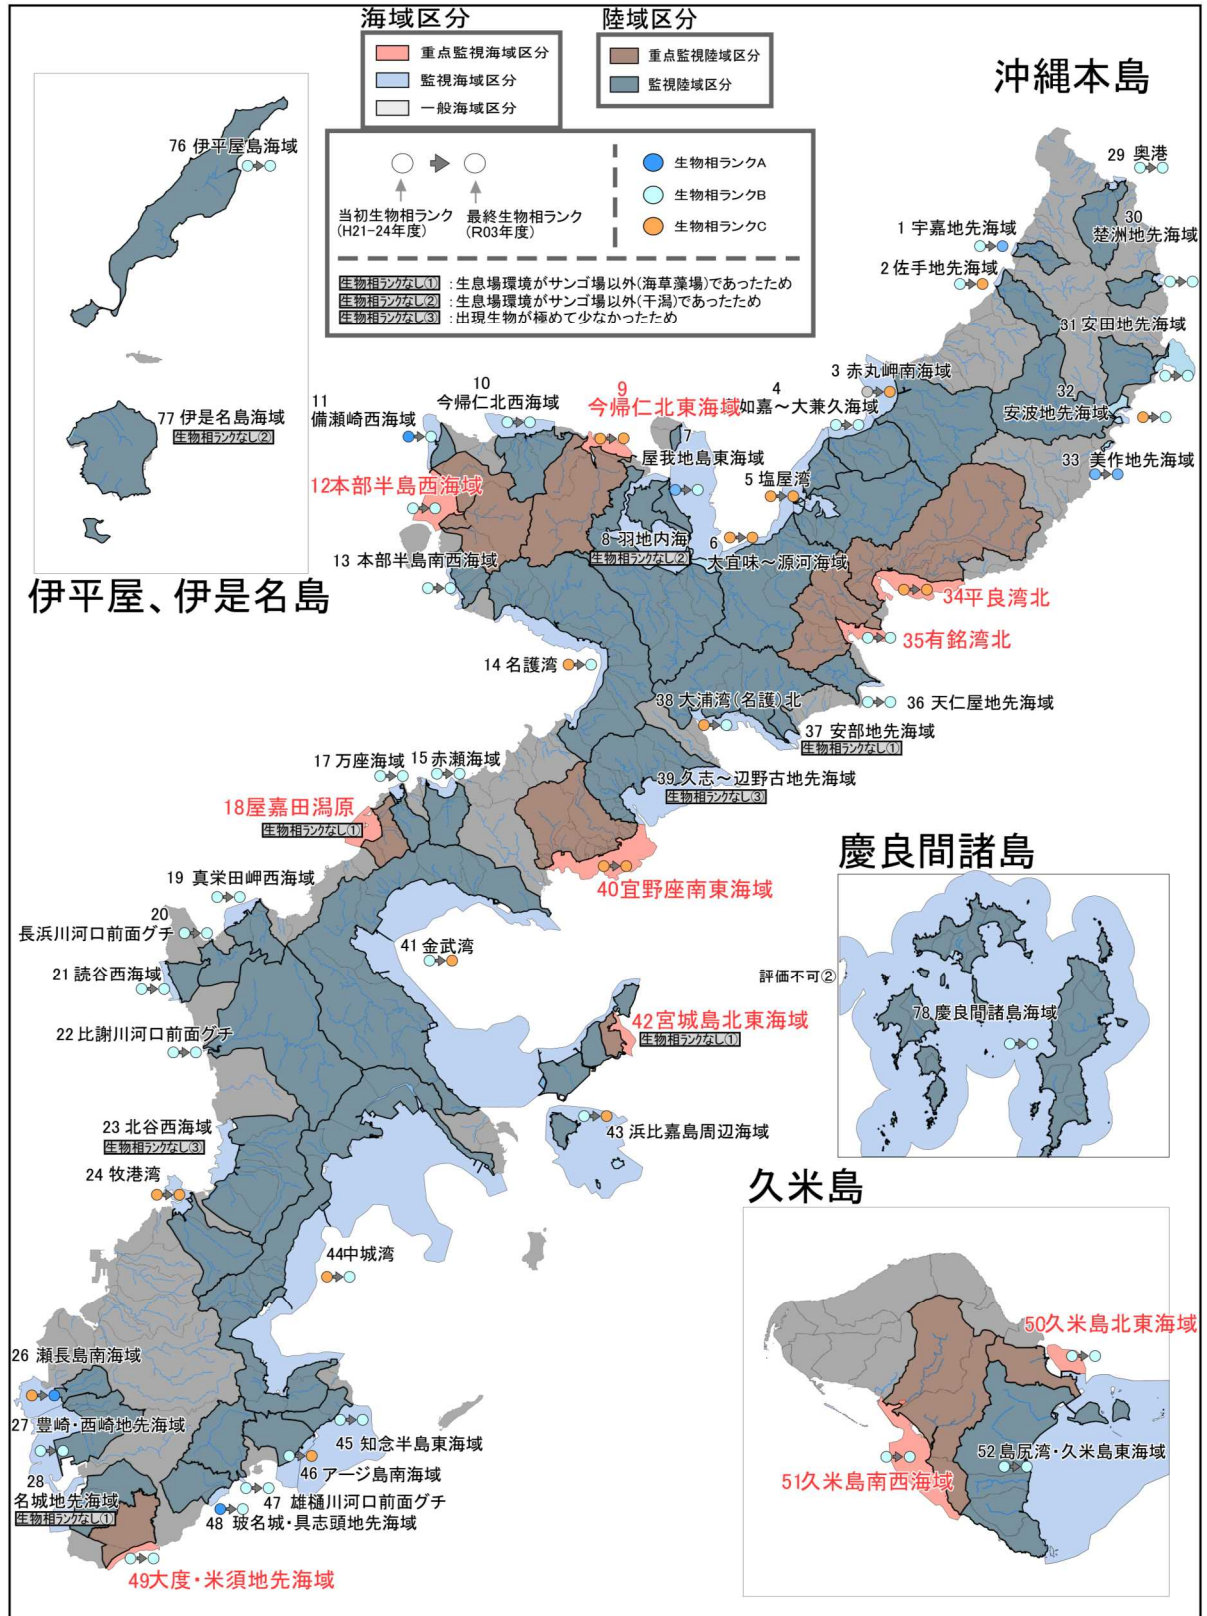 海域区分
重点監視海域区分
監視海域区分
一般海域区分
陸域区分
重点監視陸域区分
監視陸域区分
沖縄本島
当初生物相ランク
(H21-24年度)
最終生物相ランク
(R03年度)
生物相ランクA
生物相ランクB
生物相ランクC
生物相ランクなし① :生息場環境がサンゴ場以外(海草藻場)であったため
生物相ランクなし② :生息場環境がサンゴ場以外(干潟)であったため
生物相ランクなし③ :出現生物が極めて少なかったため
76 伊平屋島海域
77 伊是名島海域
生物相ランクなし②
伊平屋、伊是名島
29 奥港
30
楚洲地先海域
1 宇嘉地先海域
2 佐手地先海域
31 安田地先海域
32
安波地先海域
33 美作地先海域
3 赤丸岬南海域
4
如嘉~大兼久海域
5 塩屋湾
6
大宜味~源河海域
7
屋我地島東海域
8 羽地内海
生物相ランクなし②
9
今帰仁北東海域
10
今帰仁北西海域
11
備瀬崎西海域
12本部半島西海域
13 本部半島南西海域
14 名護湾
34平良湾北
35有銘湾北
36 天仁屋地先海域
37 安部地先海域
生物相ランクなし①
38 大浦湾(名護)北
39 久志~辺野古地先海域
生物相ランクなし③
40宜野座南東海域
15 赤瀬海域
17 万座海域
18屋嘉田潟原
生物相ランクなし①
19 真栄田岬西海域
20
長浜川河口前面グチ
21 読谷西海域
22 比謝川河口前面グチ
23 北谷西海域
生物相ランクなし③
24 牧港湾
41 金武湾
42宮城島北東海域
生物相ランクなし①
43 浜比嘉島周辺海域
44中城湾
26 瀬長島南海域
27 豊崎・西崎地先海域
28
名城地先海域
生物相ランクなし①
45 知念半島東海域
46 アージ島南海域
47 雄樋川河口前面グチ
48 玻名城・具志頭地先海域
49大度・米須地先海域
慶良間諸島
評価不可②
78 慶良間諸島海域
久米島
50久米島北東海域
51久米島南西海域
52 島尻湾・久米島東海域